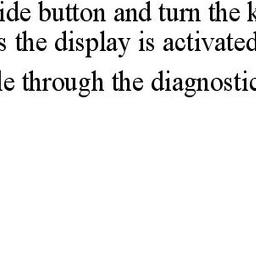 ide button and turn the k
s the display is activated
le through the diagnostic